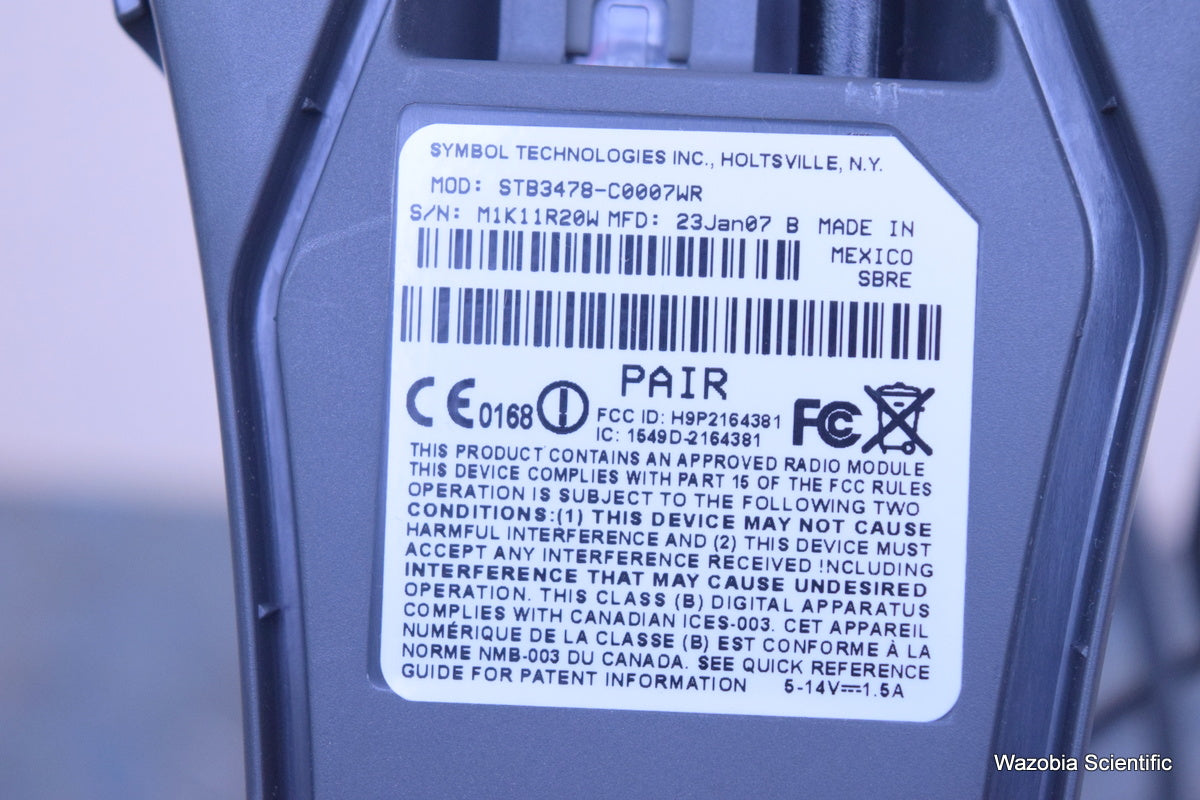 SYMBOL TECHNOLOGIES INC., HOLTSVILLE, N.Y.
MOD: STB3478-C0007WR
S/N: M1K11R20W MFD: 23Jan07 B MADE IN
MEXICO
SBRE
PAIR
CE 0168
FCC ID: H9P2164381
IC: 1549D-2164381
FC
THIS PRODUCT CONTAINS AN APPROVED RADIO MODULE
THIS DEVICE COMPLIES WITH PART 15 OF THE FCC RULES
OPERATION IS SUBJECT TO THE FOLLOWING TWO
CONDITIONS:(1) THIS DEVICE MAY NOT CAUSE
HARMFUL INTERFERENCE AND (2) THIS DEVICE MUST
ACCEPT ANY INTERFERENCE RECEIVED INCLUDING
INTERFERENCE THAT MAY CAUSE UNDESIRED
OPERATION. THIS CLASS (B) DIGITAL APPARATUS
COMPLIES WITH CANADIAN ICES-003. CET APPAREIL
NUMÉRIQUE DE LA CLASSE (B) EST CONFORME À LA
NORME NMB-003 DU CANADA. SEE QUICK REFERENCE
GUIDE FOR PATENT INFORMATION 5-14V⎓1.5A
Wazobia Scientific